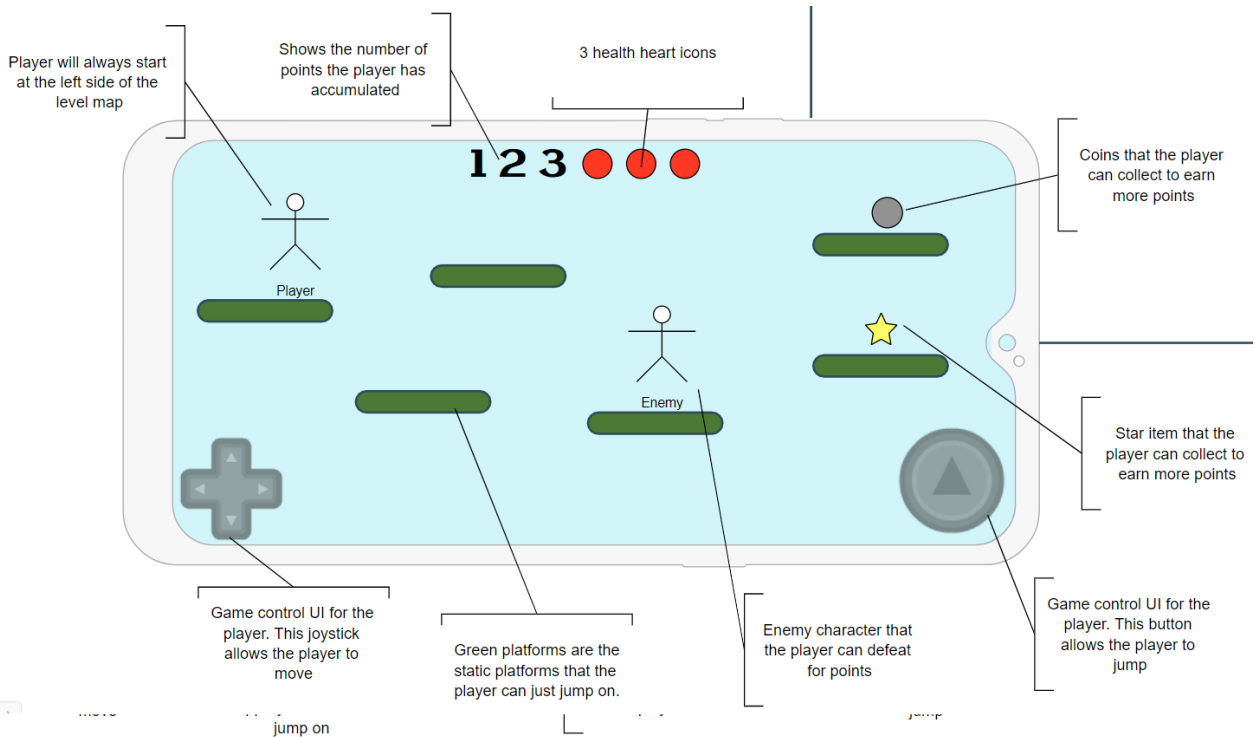 Player will always start
at the left side of the
level map
Shows the number of
points the player has
accumulated
3 health heart icons
Coins that the player
can collect to earn
more points
1 2 3
Player
Enemy
Star item that the
player can collect to
earn more points
Game control UI for the
player. This joystick
allows the player to
move
Green platforms are the
static platforms that the
player can just jump on.
Enemy character that
the player can defeat
for points
Game control UI for the
player. This button
allows the player to
jump
jump on